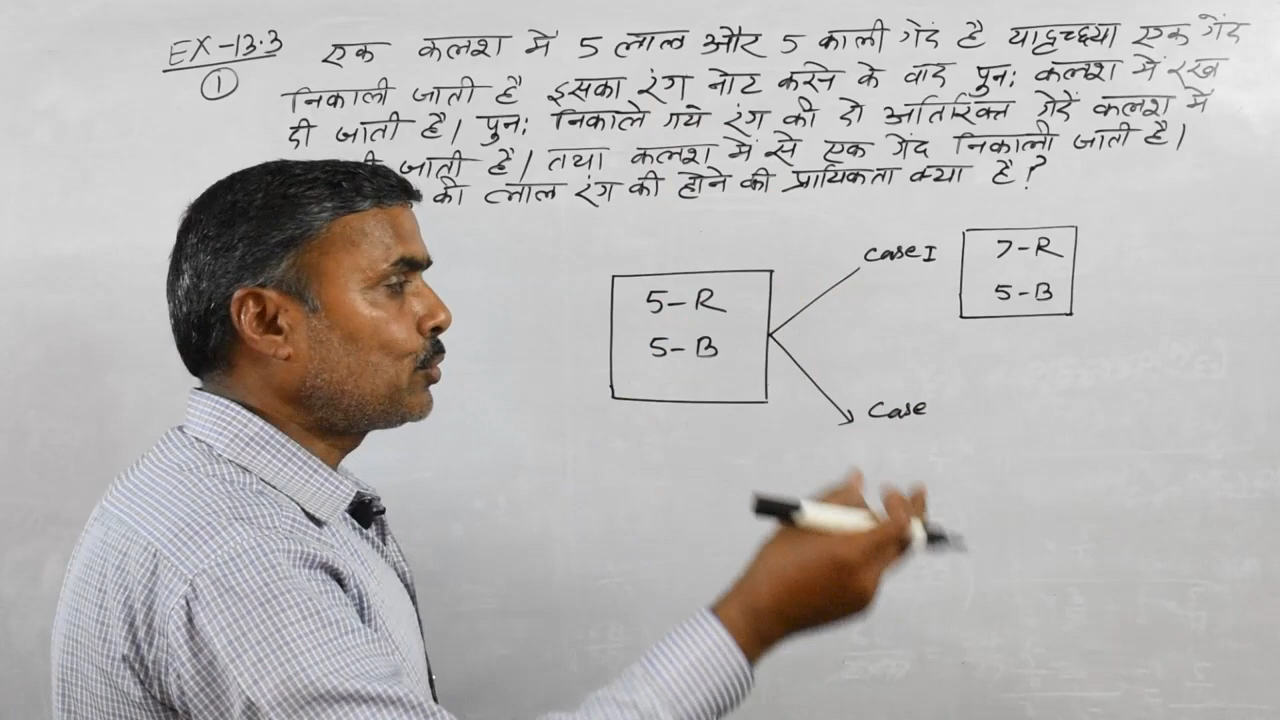 EX-13.3 एक कलश में 5 लाल और 5 काली गेंदे है यादृच्छया एक गेंद
① निकाली जाती है इसका रंग नोट करने के बाद पुन: कलश में रख
दी जाती है। पुन: निकाले गये रंग की दो अतिरिक्त गेंदें कलश में
जाती है। तथा कलश में से एक गेंद निकाली जाती है।
की लाल रंग की होने की प्रायिकता क्या है?
5-R
5-B
case I
7-R
5-B
Case